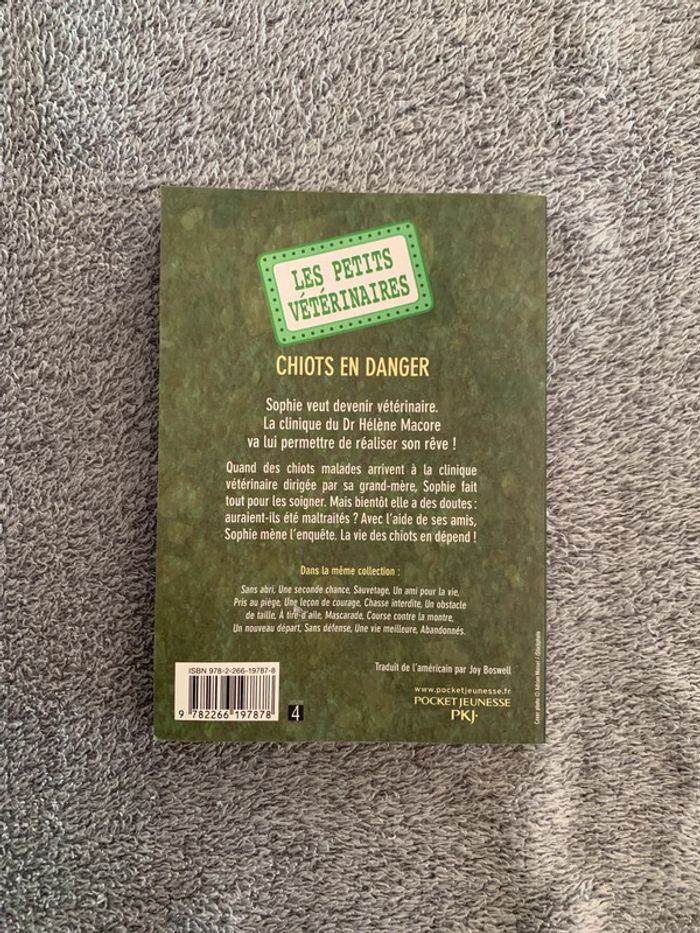 LES PETITS
VÉTÉRINAIRES
CHIOTS EN DANGER
Sophie veut devenir vétérinaire.
La clinique du Dr Hélène Macore
va lui permettre de réaliser son rêve !
Quand des chiots malades arrivent à la clinique
vétérinaire dirigée par sa grand-mère, Sophie fait
tout pour les soigner. Mais bientôt elle a des doutes :
auraient-ils été maltraités ? Avec l'aide de ses amis,
Sophie mène l'enquête. La vie des chiots en dépend !
Dans la même collection :
Sans abri, Une seconde chance, Sauvetage, Un ami pour la vie,
Pris au piège, Une leçon de courage, Chasse interdite, Un obstacle
de taille, À tire-d'aile, Mascarade, Course contre la montre,
Un nouveau départ, Sans défense, Une vie meilleure, Abandonnés.
Traduit de l'américain par Joy Boswell
ISBN 978-2-266-19787-8
9 782266 197878
4
www.pocketjeunesse.fr
POCKET JEUNESSE
PKJ·